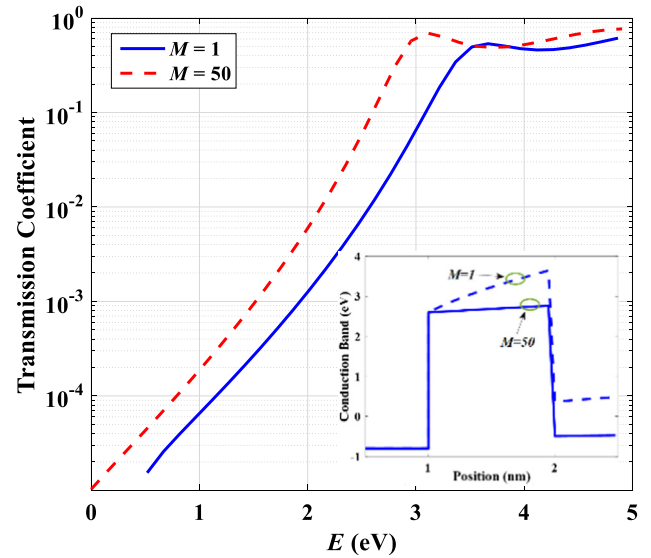 10^0
10^-1
10^-2
10^-3
10^-4
Transmission Coefficient
M = 1
M = 50
0
1
2
3
4
5
E (eV)
4
3
2
1
0
-1
Conduction Band (eV)
M=1
M=50
1
2
Position (nm)